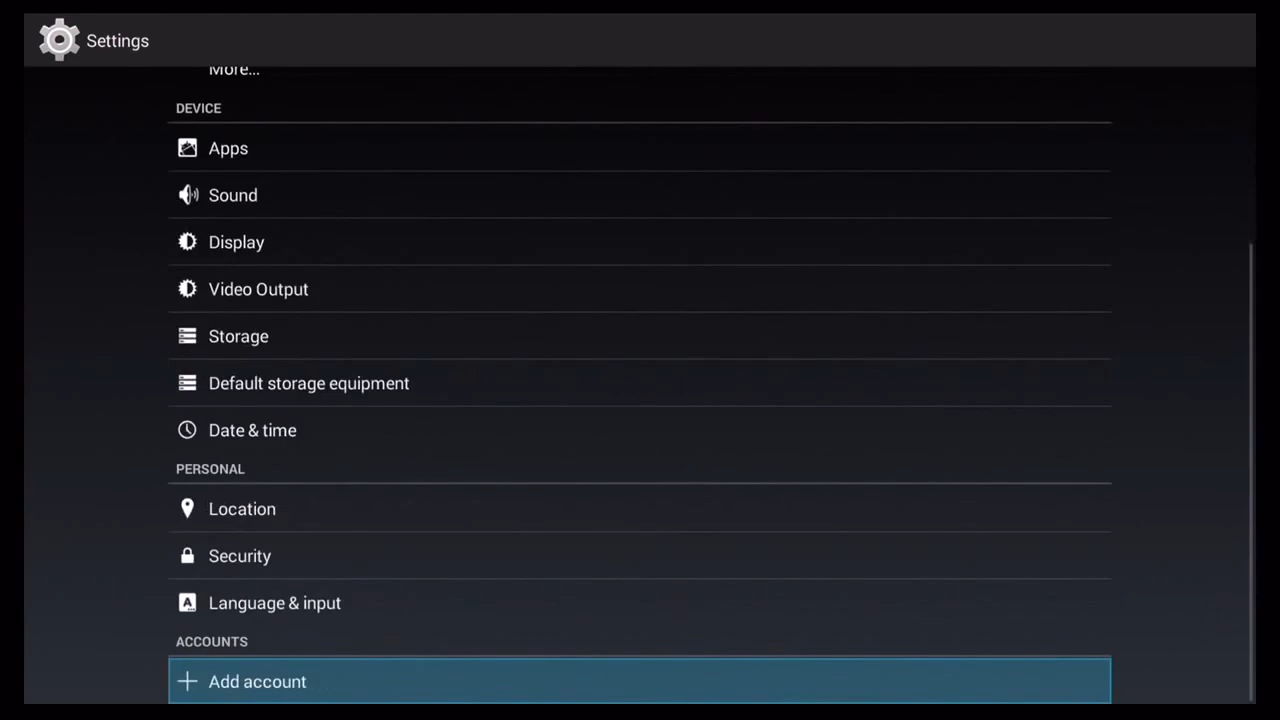 Settings
More...
DEVICE
Apps
Sound
Display
Video Output
Storage
Default storage equipment
Date & time
PERSONAL
Location
Security
Language & input
ACCOUNTS
Add account